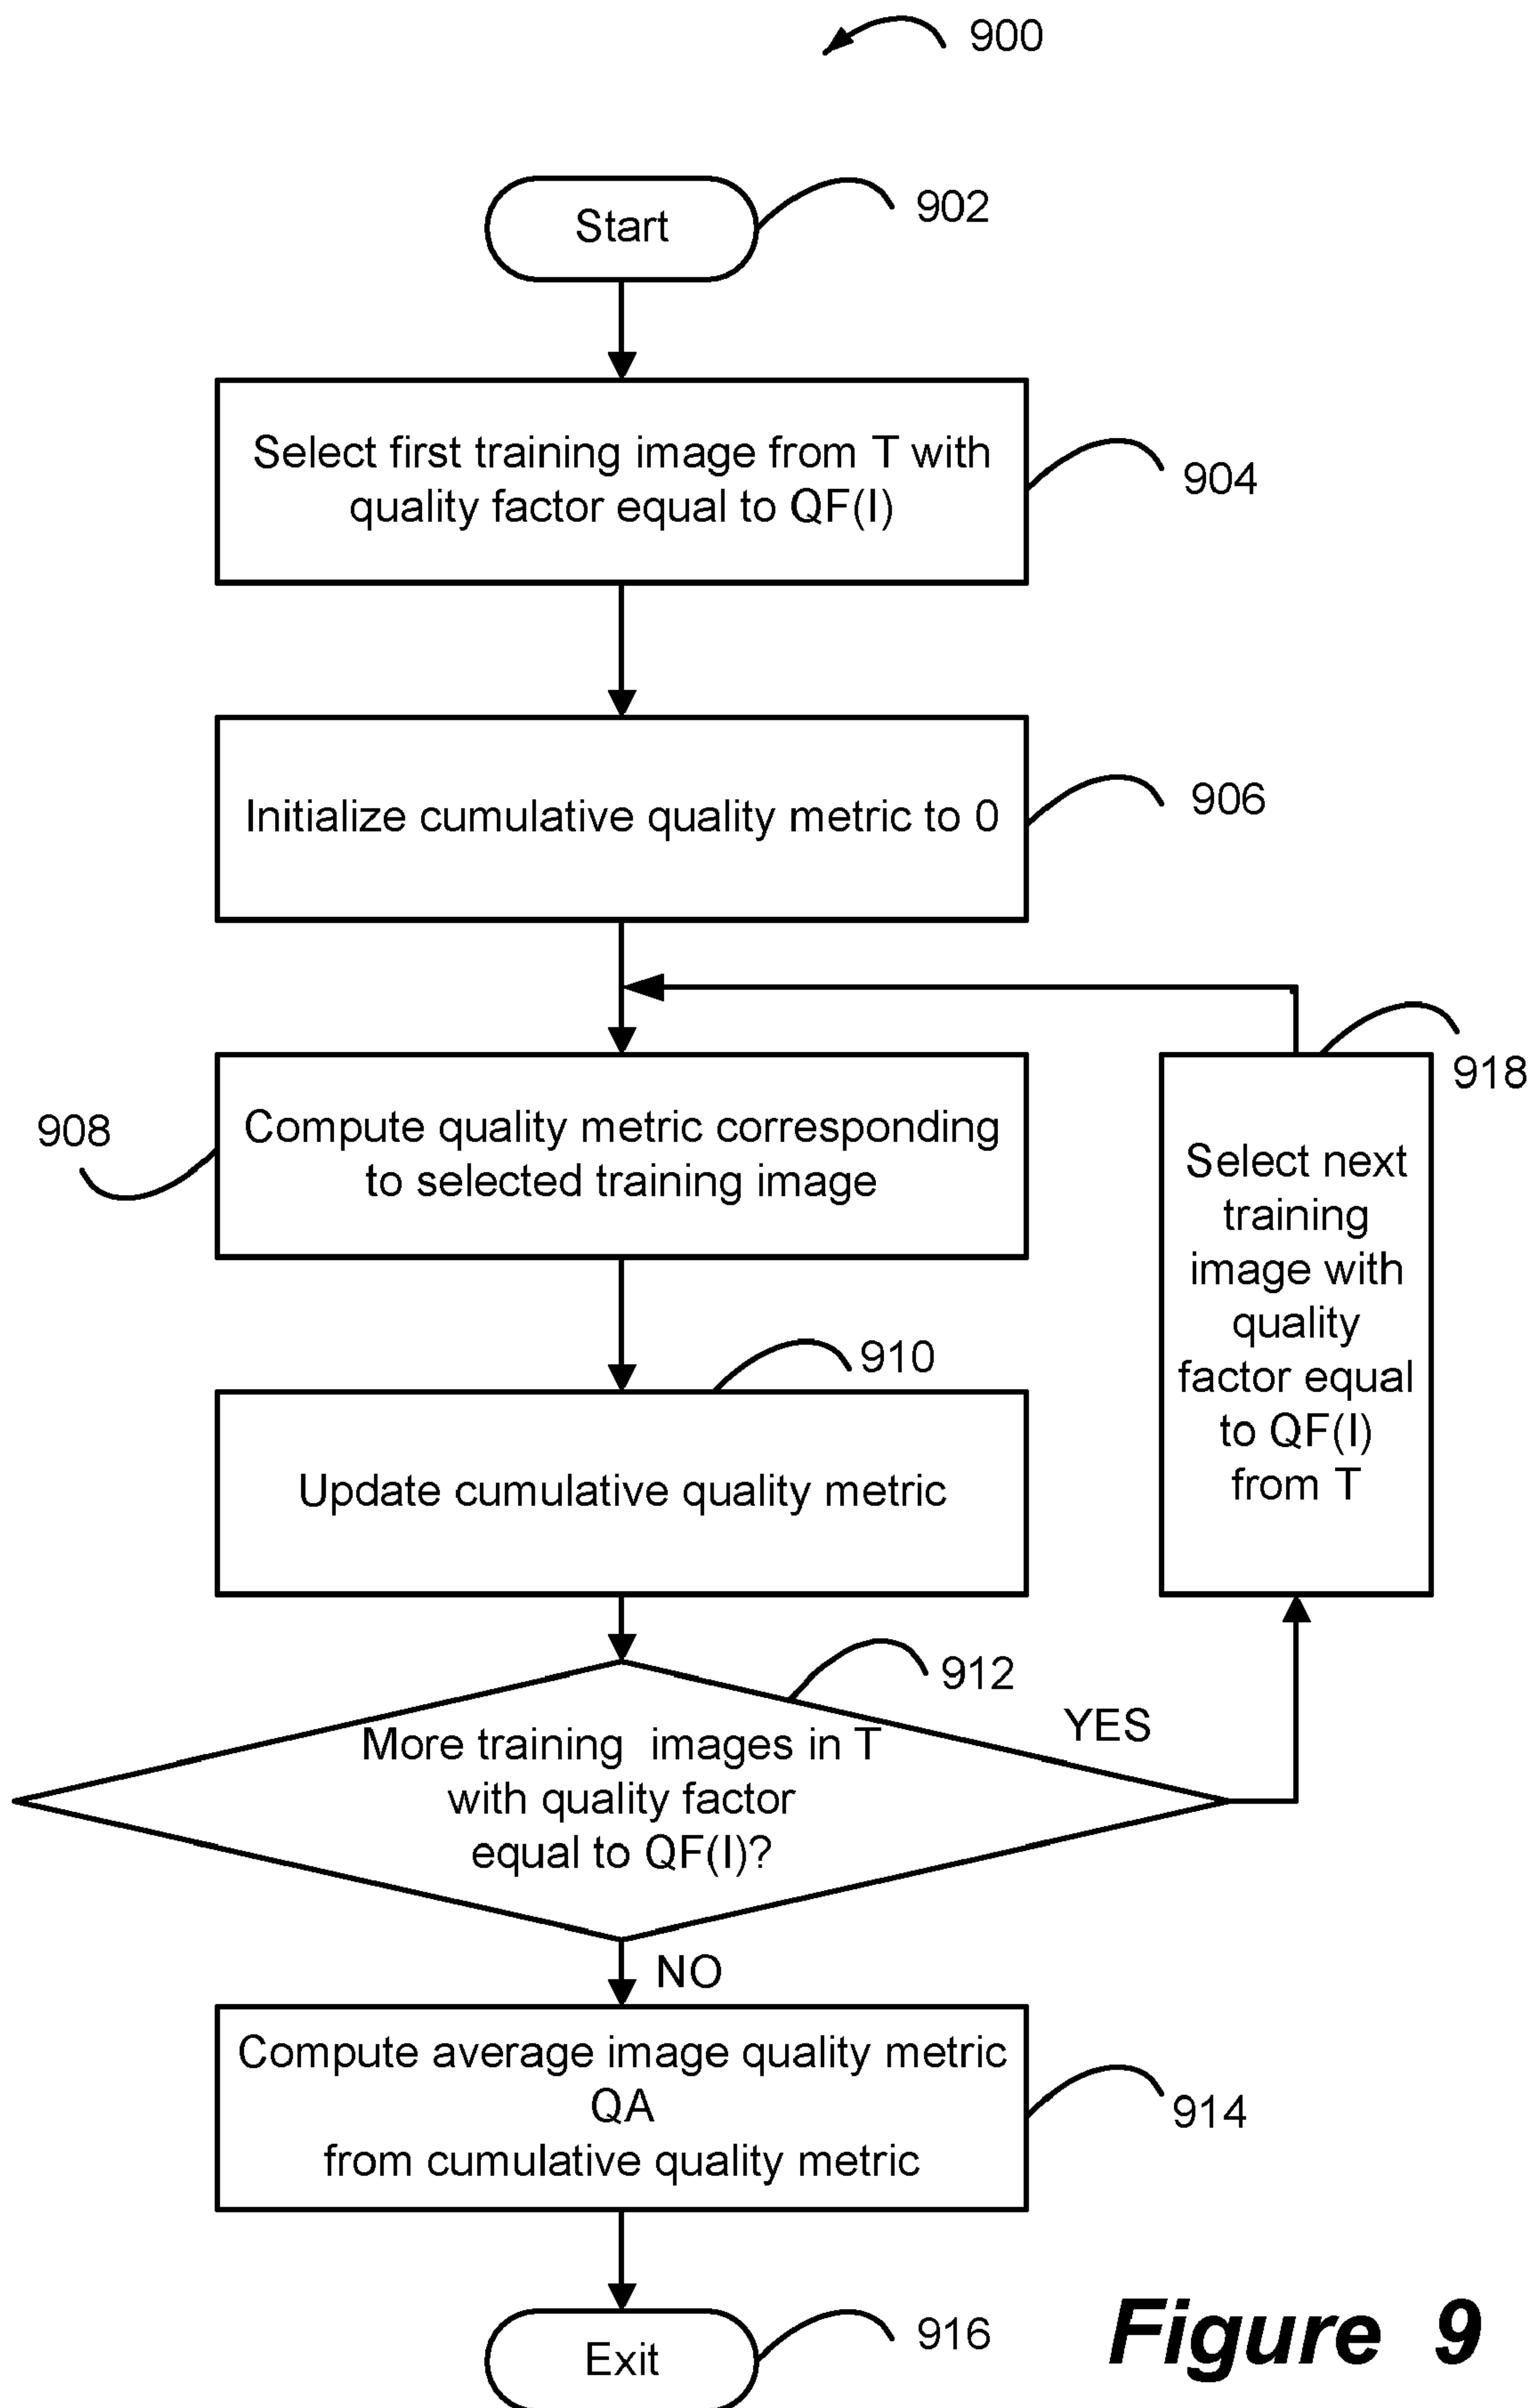 900
Start
902
Select first training image from T with
quality factor equal to QF(I)
904
Initialize cumulative quality metric to 0
906
908
Compute quality metric corresponding
to selected training image
918
Select next
training
image with
quality
factor equal
to QF(I)
from T
910
Update cumulative quality metric
912
More training images in T
with quality factor
equal to QF(I)?
YES
NO
Compute average image quality metric
QA
from cumulative quality metric
914
Exit
916
Figure 9